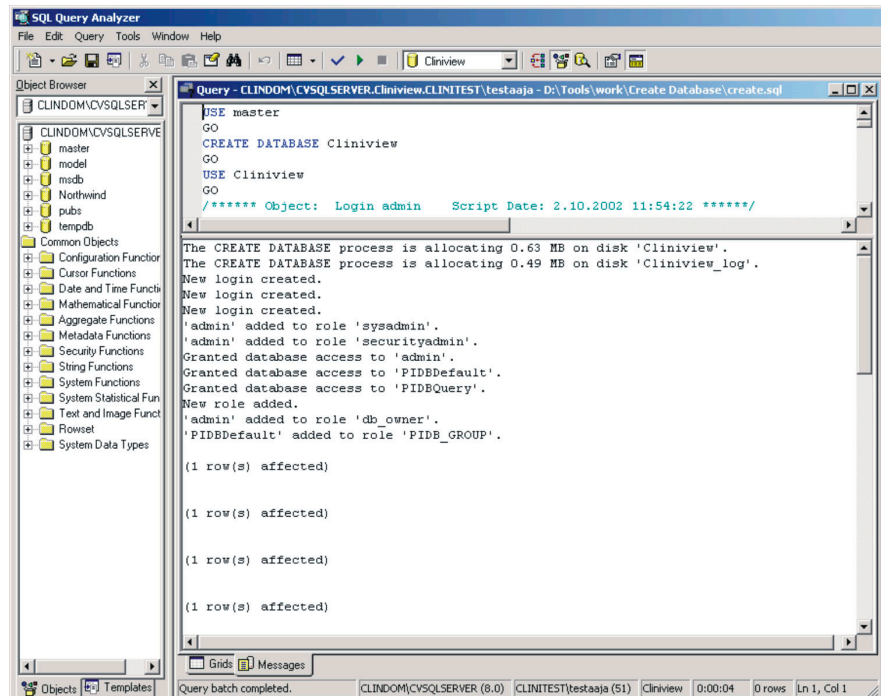 SQL Query Analyzer
File Edit Query Tools Window Help
Cliniview
Object Browser
CLINDOM\CVSQLSER
CLINDOM\CVSQLSERVE
master
model
msdb
Northwind
pubs
tempdb
Common Objects
Configuration Function
Cursor Functions
Date and Time Functi
Mathematical Function
Aggregate Functions
Metadata Functions
Security Functions
String Functions
System Functions
System Statistical Fun
Text and Image Funct
Rowset
System Data Types
Objects Templates
Query - CLINDOM\CVSQLSERVER.Cliniview.CLINITEST\testaaja - D:\Tools\work\Create Database\create.sql
USE master
GO
CREATE DATABASE Cliniview
GO
USE Cliniview
GO
/****** Object: Login admin Script Date: 2.10.2002 11:54:22 ******/
The CREATE DATABASE process is allocating 0.63 MB on disk 'Cliniview'.
The CREATE DATABASE process is allocating 0.49 MB on disk 'Cliniview_log'.
New login created.
New login created.
New login created.
'admin' added to role 'sysadmin'.
'admin' added to role 'securityadmin'.
Granted database access to 'admin'.
Granted database access to 'PIDBDefault'.
Granted database access to 'PIDBQuery'.
New role added.
'admin' added to role 'db_owner'.
'PIDBDefault' added to role 'PIDB_GROUP'.
(1 row(s) affected)
(1 row(s) affected)
(1 row(s) affected)
(1 row(s) affected)
Grids Messages
Query batch completed. CLINDOM\CVSQLSERVER (8.0) CLINITEST\testaaja (51) Cliniview 0:00:04 0 rows Ln 1, Col 1